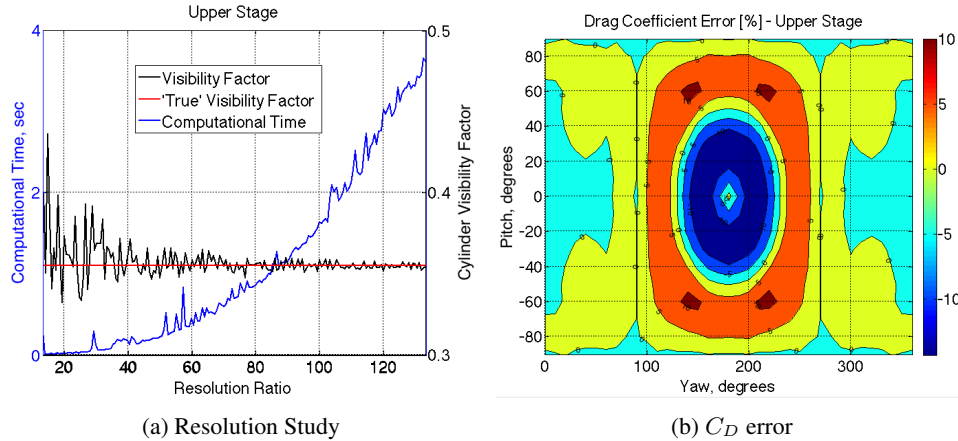 Upper Stage
4
2
0
Computational Time, sec
0.5
0.4
0.3
Cylinder Visibility Factor
Visibility Factor
'True' Visibility Factor
Computational Time
20 40 60 80 100 120
Resolution Ratio
(a) Resolution Study
Drag Coefficient Error [%] - Upper Stage
80
60
40
20
0
-20
-40
-60
-80
Pitch, degrees
0 100 200 300
Yaw, degrees
10
5
0
-5
-10
(b) C_D error